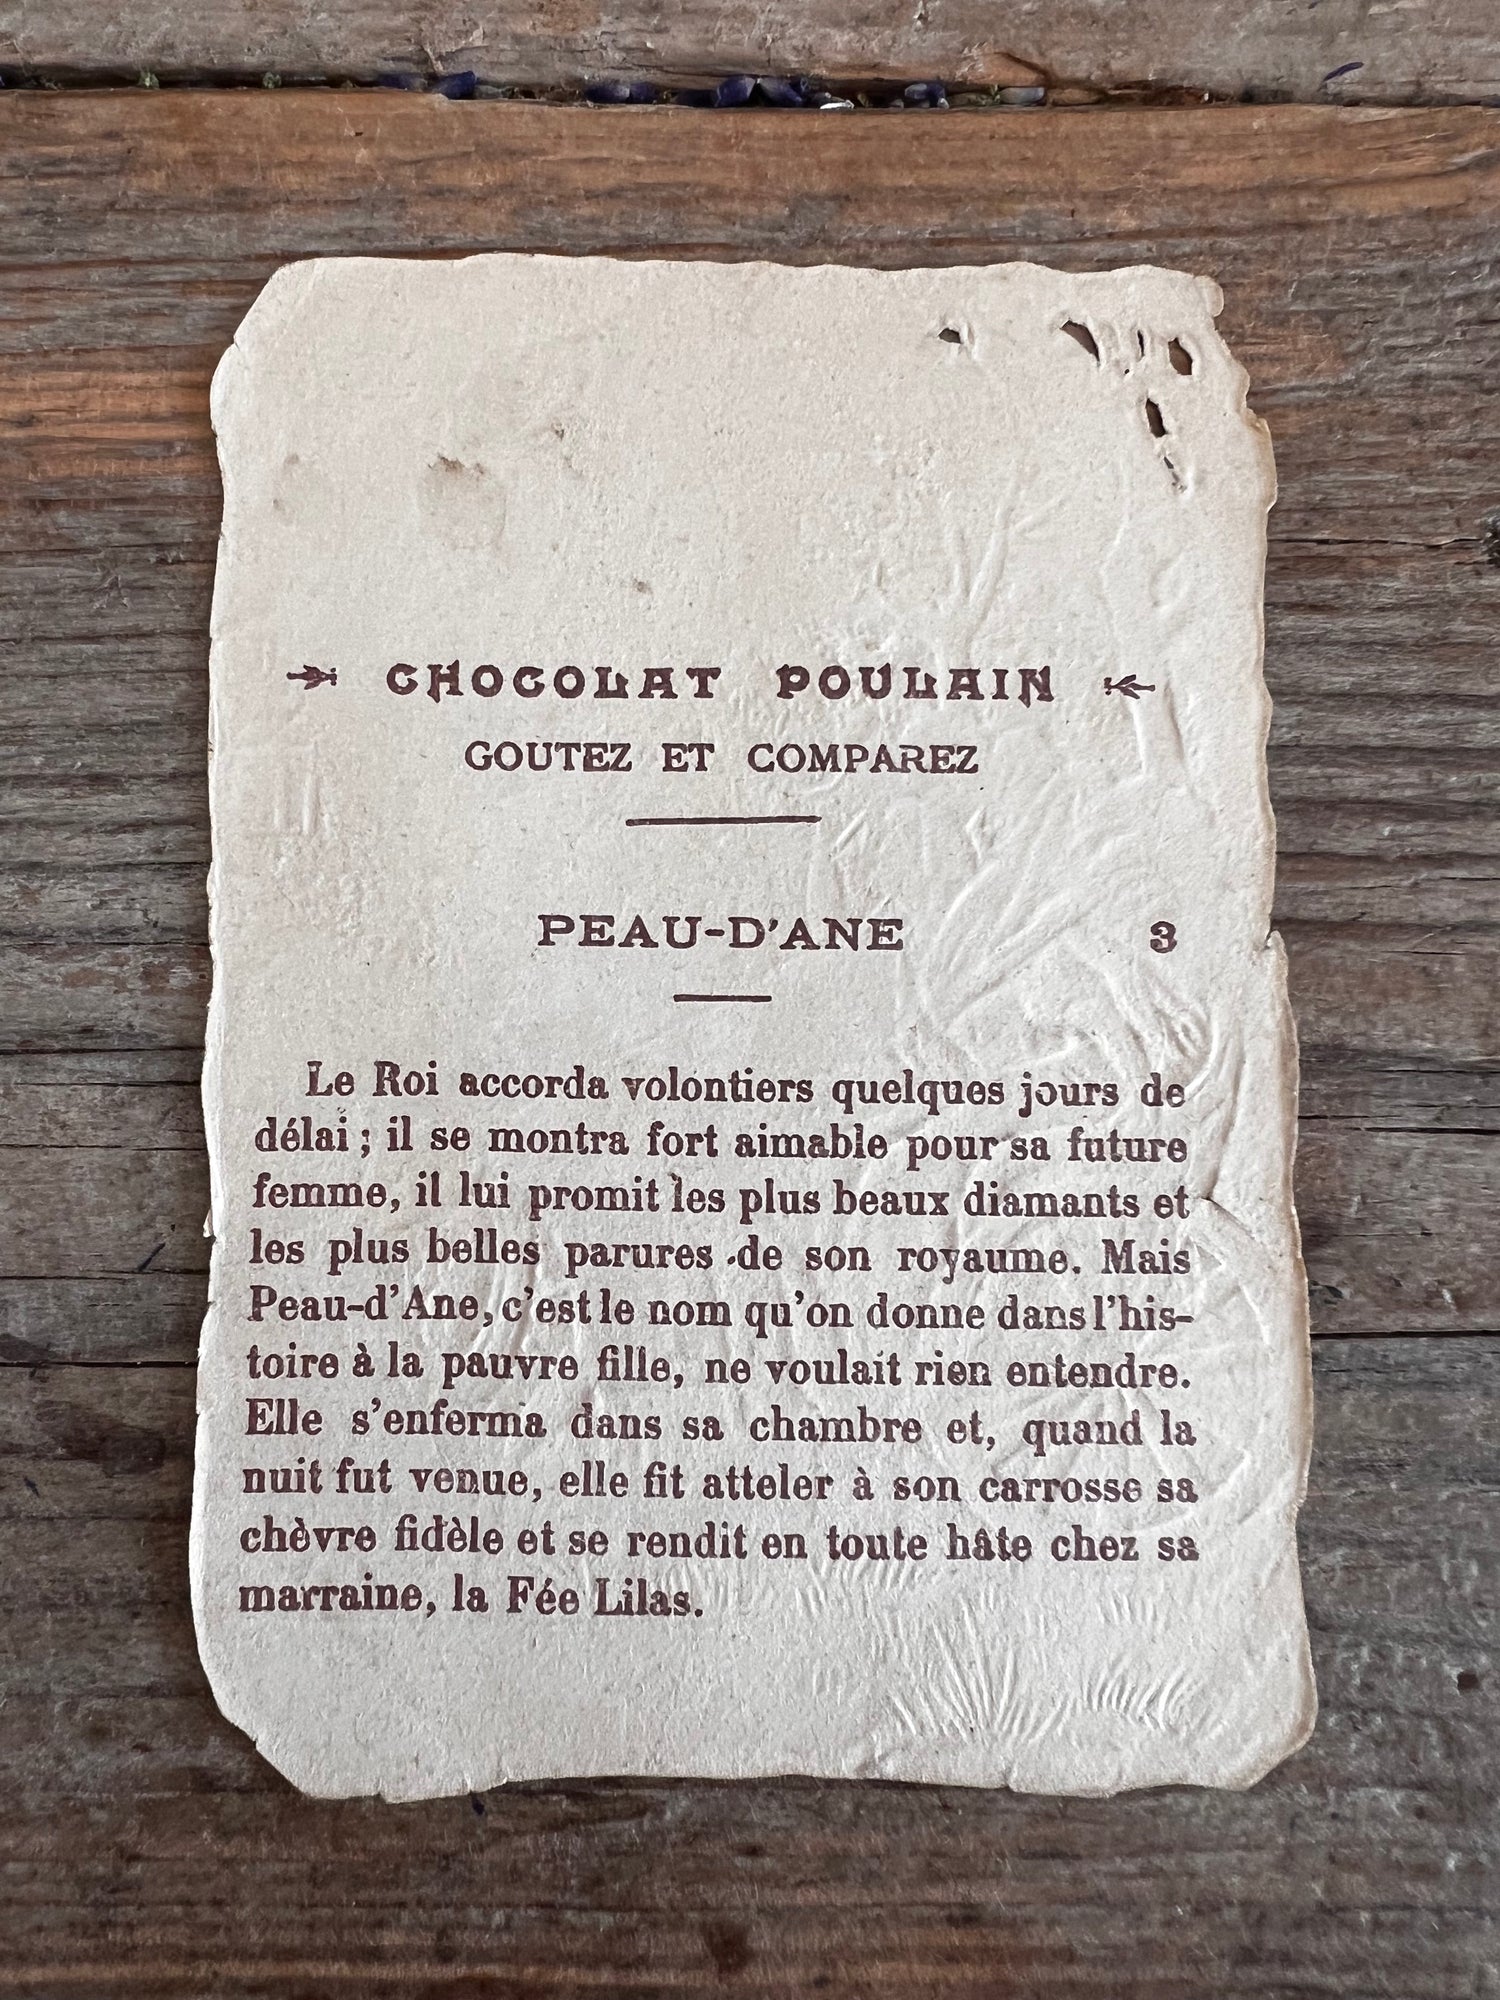 CHOCOLAT POULAIN
GOUTEZ ET COMPAREZ
PEAU-D'ANE 3
Le Roi accorda volontiers quelques jours de
délai ; il se montra fort aimable pour sa future
femme, il lui promit les plus beaux diamants et
les plus belles parures de son royaume. Mais
Peau-d'Ane, c'est le nom qu'on donne dans l'his-
toire à la pauvre fille, ne voulait rien entendre.
Elle s'enferma dans sa chambre et, quand la
nuit fut venue, elle fit atteler à son carrosse sa
chèvre fidèle et se rendit en toute hâte chez sa
marraine, la Fée Lilas.